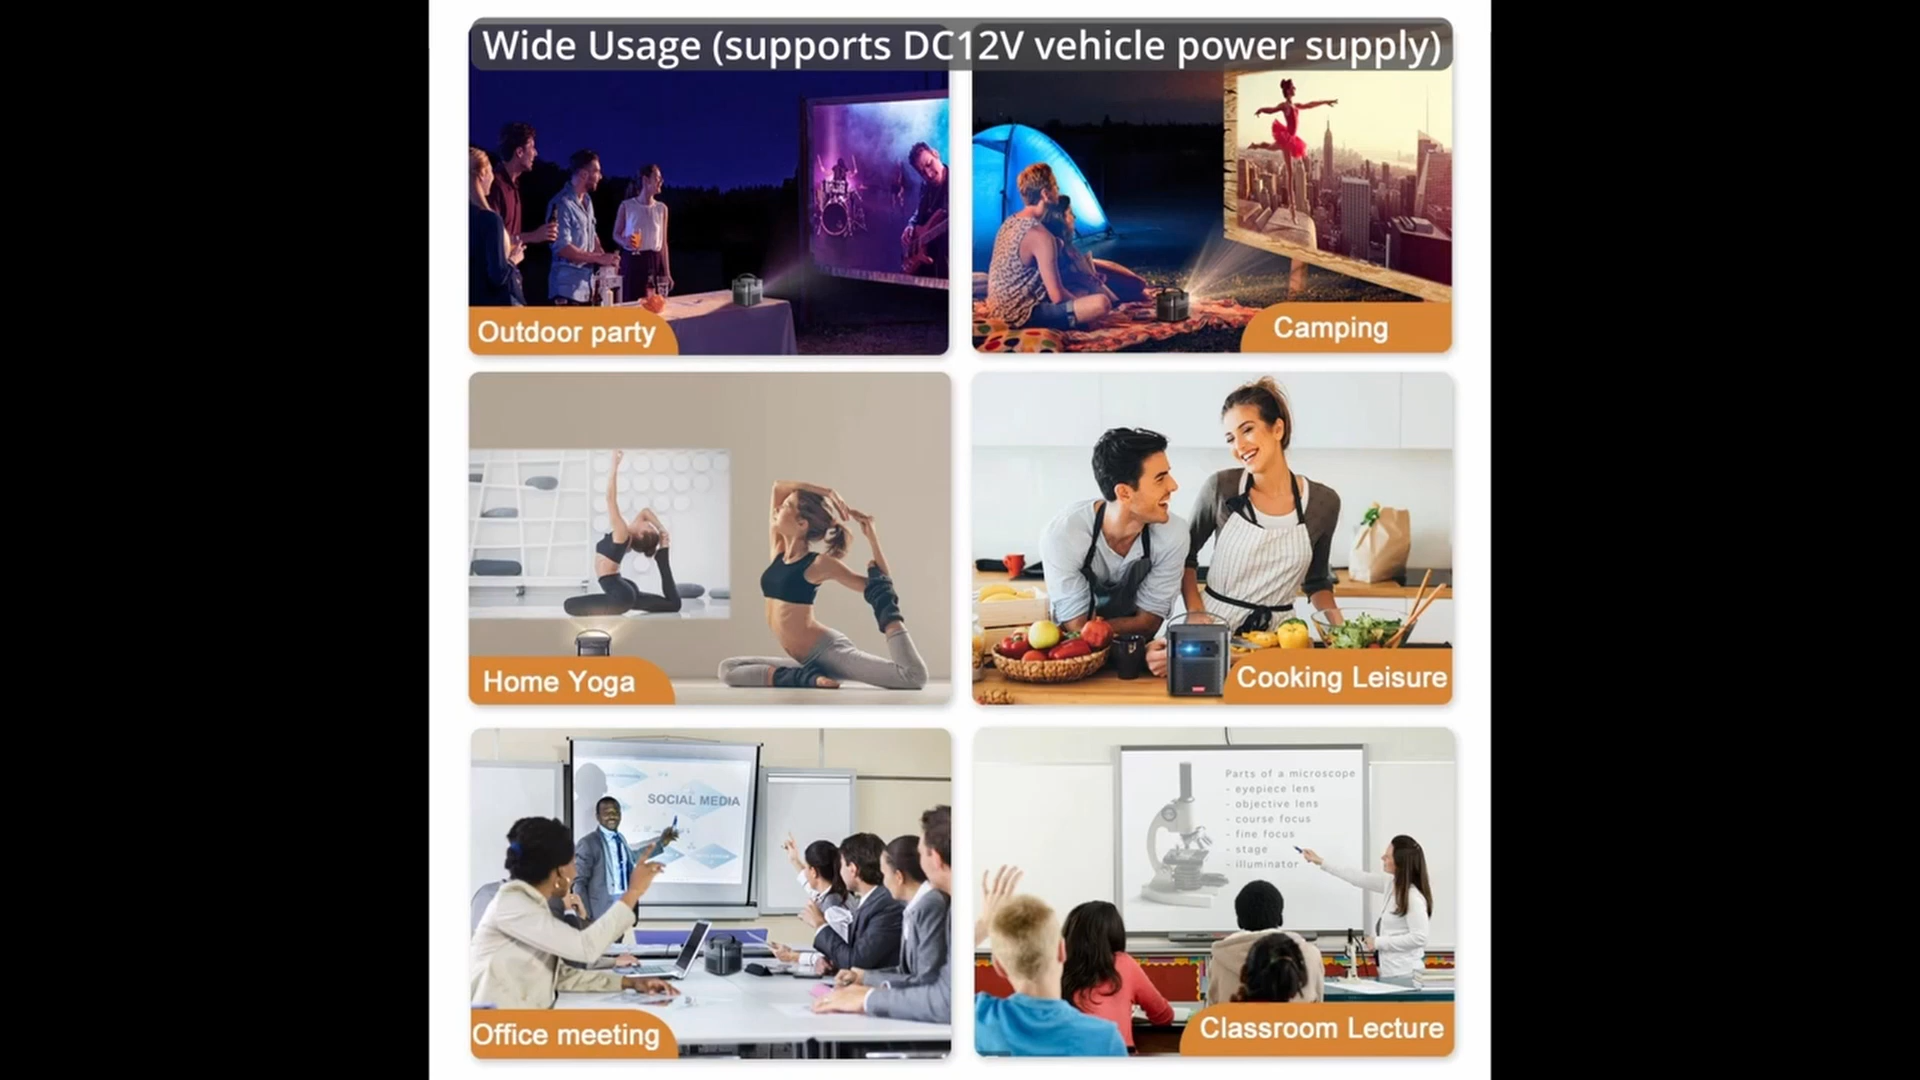 Wide Usage (supports DC12V vehicle power supply)
Outdoor party
Camping
Home Yoga
Cooking Leisure
SOCIAL MEDIA
Parts of a microscope
- eyepiece lens
- objective lens
- course focus
- fine focus
- stage
- illuminator
Office meeting
Classroom Lecture